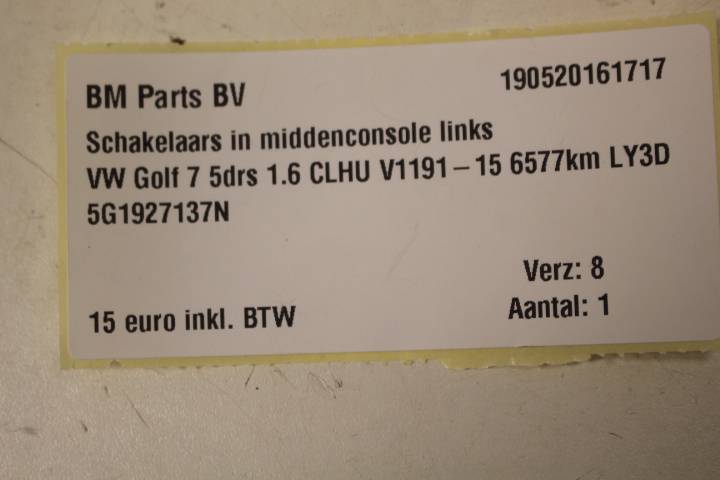 BM Parts BV 190520161717
Schakelaars in middenconsole links
VW Golf 7 5drs 1.6 CLHU V1191-15 6577km LY3D
5G1927137N
Verz: 8
15 euro inkl. BTW Aantal: 1